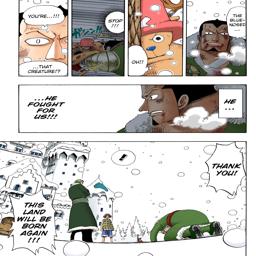 THE
BLUE-
NOSED...
OH!!
STOP
!!!
YOU'RE...!!!
...THAT
CREATURE!?
HE ...
...HE
FOUGHT
FOR
US!!!
THANK
YOU!
!
THIS
LAND
WILL BE
BORN
AGAIN
!!!